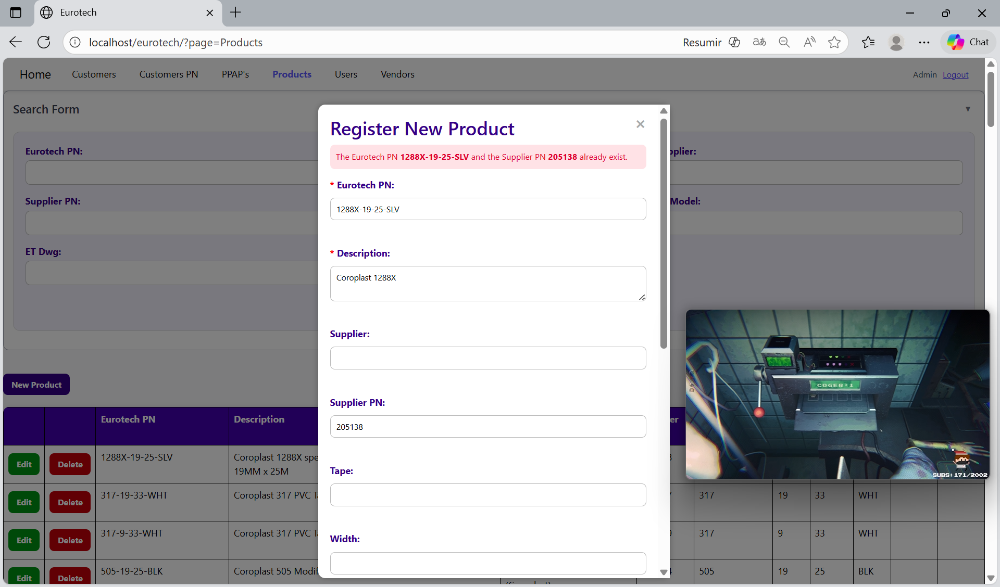 Eurotech
localhost/eurotech/?page=Products
Resumir
Chat
Home Customers Customers PN PPAP's Products Users Vendors Admin Logout
Search Form
Eurotech PN:
Supplier PN:
ET Dwg:
pplier:
Model:
Register New Product
The Eurotech PN 1288X-19-25-SLV and the Supplier PN 205138 already exist.
* Eurotech PN:
1288X-19-25-SLV
* Description:
Coroplast 1288X
Supplier:
Supplier PN:
205138
Tape:
Width:
New Product
Eurotech PN Description er
Edit Delete 1288X-19-25-SLV Coroplast 1288X spe
19MM x 25M
Edit Delete 317-19-33-WHT Coroplast 317 PVC Ta 317 19 33 WHT
Edit Delete 317-9-33-WHT Coroplast 317 PVC Ta 317 9 33 WHT
Edit Delete 505-19-25-BLK Coroplast 505 Modif 505 19 25 BLK
COGER:1
SUBS:171/2002